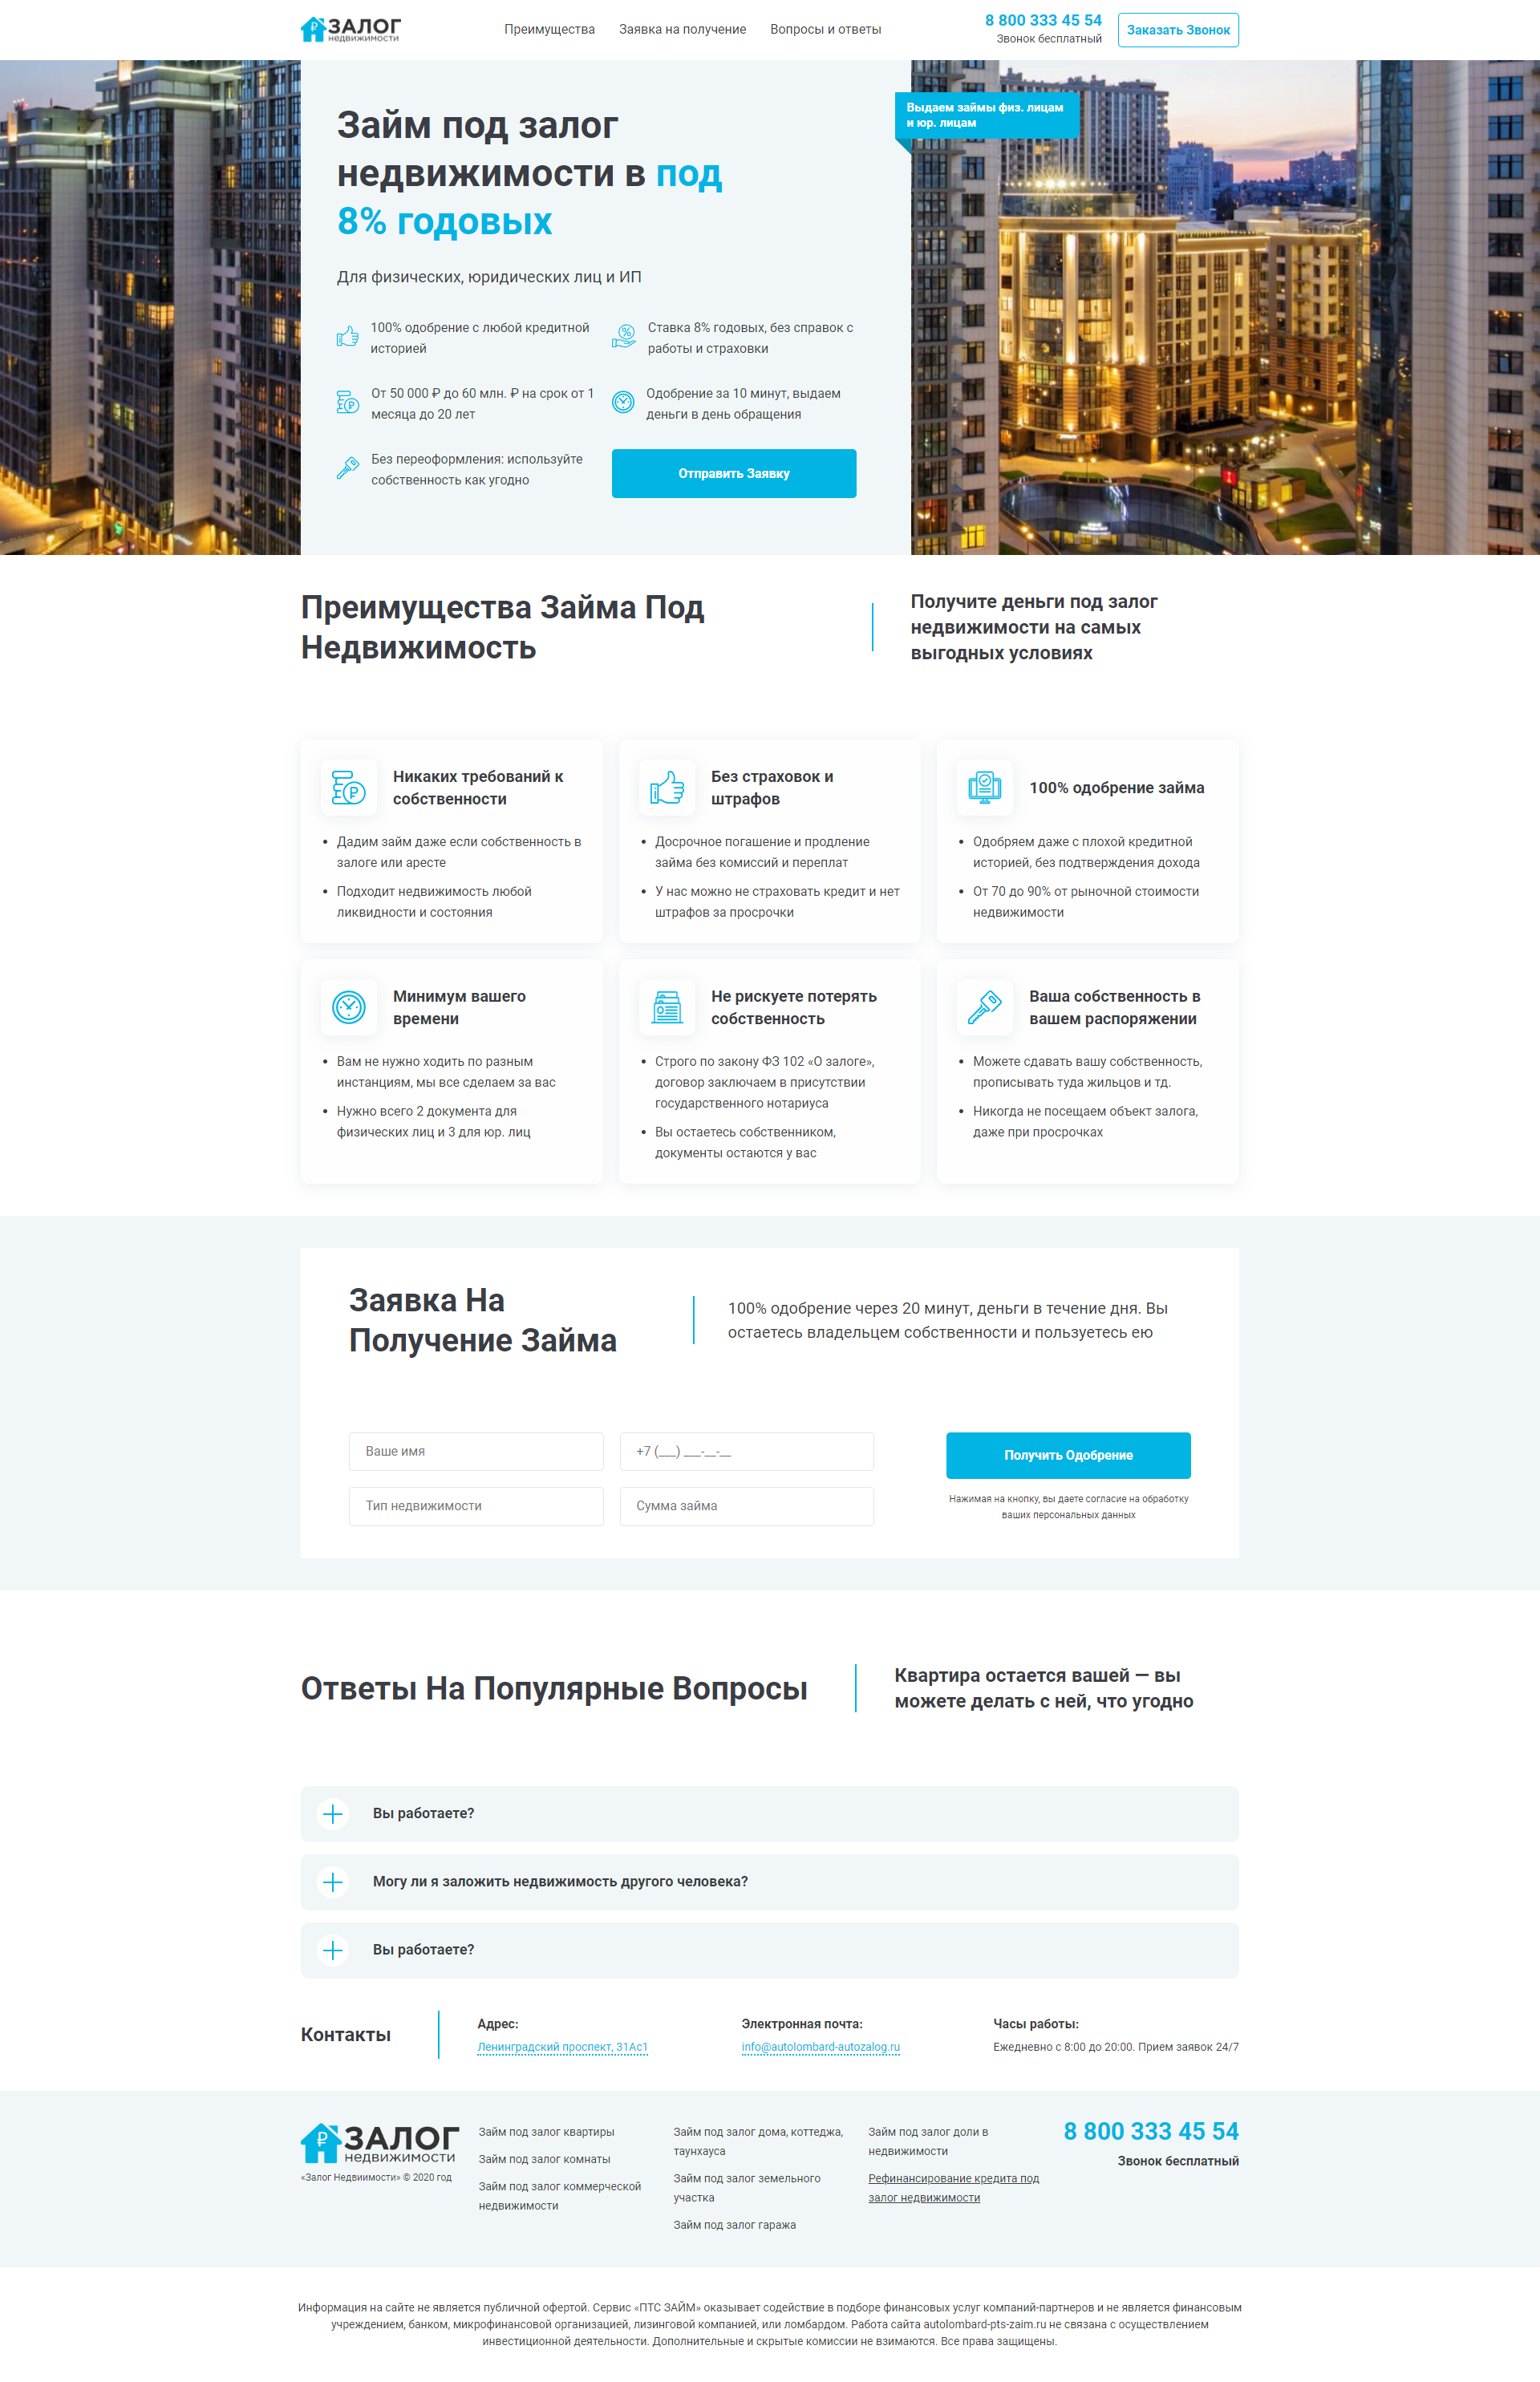 ЗАЛОГ
недвижимости
Преимущества
Заявка на получение
Вопросы и ответы
8 800 333 45 54
Звонок бесплатный
Заказать Звонок
Займ под залог
недвижимости в под
8% годовых
Для физических, юридических лиц и ИП
100% одобрение с любой кредитной
историей
Ставка 8% годовых, без справок с
работы и страховки
От 50 000 ₽ до 60 млн. ₽ на срок от 1
месяца до 20 лет
Одобрение за 10 минут, выдаем
деньги в день обращения
Без переоформления: используйте
собственность как угодно
Отправить Заявку
Выдаем займы физ. лицам
и юр. лицам
Преимущества Займа Под
Недвижимость
Получите деньги под залог
недвижимости на самых
выгодных условиях
Никаких требований к
собственности
Дадим займ даже если собственность в
залоге или аресте
Подходит недвижимость любой
ликвидности и состояния
Без страховок и
штрафов
Досрочное погашение и продление
займа без комиссий и переплат
У нас можно не страховать кредит и нет
штрафов за просрочки
100% одобрение займа
Одобряем даже с плохой кредитной
историей, без подтверждения дохода
От 70 до 90% от рыночной стоимости
недвижимости
Минимум вашего
времени
Вам не нужно ходить по разным
инстанциям, мы все сделаем за вас
Нужно всего 2 документа для
физических лиц и 3 для юр. лиц
Не рискуете потерять
собственность
Строго по закону ФЗ 102 «О залоге»,
договор заключаем в присутствии
государственного нотариуса
Вы остаетесь собственником,
документы остаются у вас
Ваша собственность в
вашем распоряжении
Можете сдавать вашу собственность,
прописывать туда жильцов и тд.
Никогда не посещаем объект залога,
даже при просрочках
Заявка На
Получение Займа
100% одобрение через 20 минут, деньги в течение дня. Вы
остаетесь владельцем собственности и пользуетесь ею
Ваше имя
+7 (___) ___-__-__
Тип недвижимости
Сумма займа
Получить Одобрение
Нажимая на кнопку, вы даете согласие на обработку
ваших персональных данных
Ответы На Популярные Вопросы
Квартира остается вашей — вы
можете делать с ней, что угодно
Вы работаете?
Могу ли я заложить недвижимость другого человека?
Вы работаете?
Контакты
Адрес:
Ленинградский проспект, 31Ас1
Электронная почта:
info@autolombard-autozalog.ru
Часы работы:
Ежедневно с 8:00 до 20:00. Прием заявок 24/7
ЗАЛОГ
недвижимости
«Залог Недвиимости» © 2020 год
Займ под залог квартиры
Займ под залог комнаты
Займ под залог коммерческой
недвижимости
Займ под залог дома, коттеджа,
таунхауса
Займ под залог земельного
участка
Займ под залог гаража
Займ под залог доли в
недвижимости
Рефинансирование кредита под
залог недвижимости
8 800 333 45 54
Звонок бесплатный
Информация на сайте не является публичной офертой. Сервис «ПТС ЗАЙМ» оказывает содействие в подборе финансовых услуг компаний-партнеров и не является финансовым
учреждением, банком, микрофинансовой организацией, лизинговой компанией, или ломбардом. Работа сайта autolombard-pts-zaim.ru не связана с осуществлением
инвестиционной деятельности. Дополнительные и скрытые комиссии не взимаются. Все права защищены.